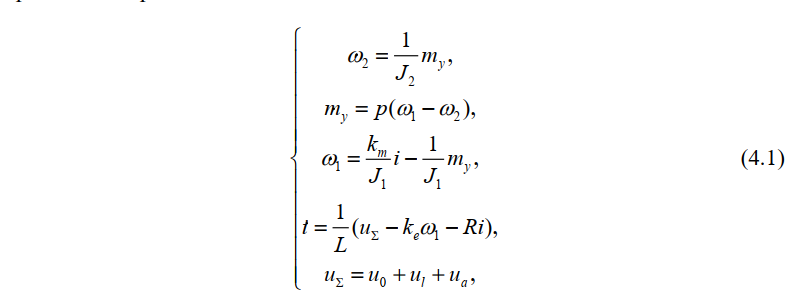 ω₂ = 1/J₂ m_y,
m_y = p(ω₁ − ω₂),
ω₁ = k_m/J₁ i − 1/J₁ m_y, (4.1)
t = 1/L (u_Σ − k_e ω₁ − Ri),
u_Σ = u₀ + u_l + u_a,